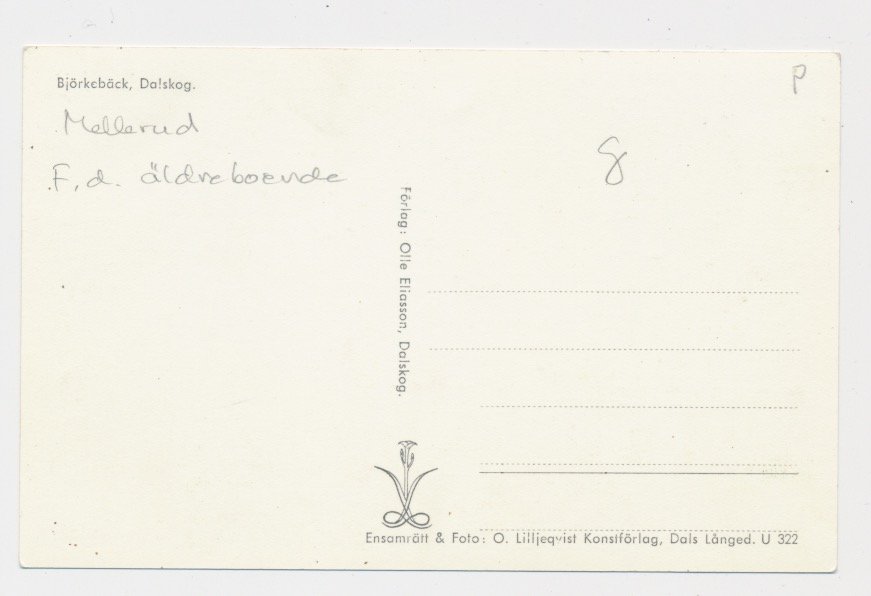 Björkebäck, Dalskog.
P
Mellerud
F.d. äldreboende
8
Förlag: Olle Eliasson, Dalskog.
Ensamrätt & Foto: O. Lilljeqvist Konstförlag, Dals Långed. U 322